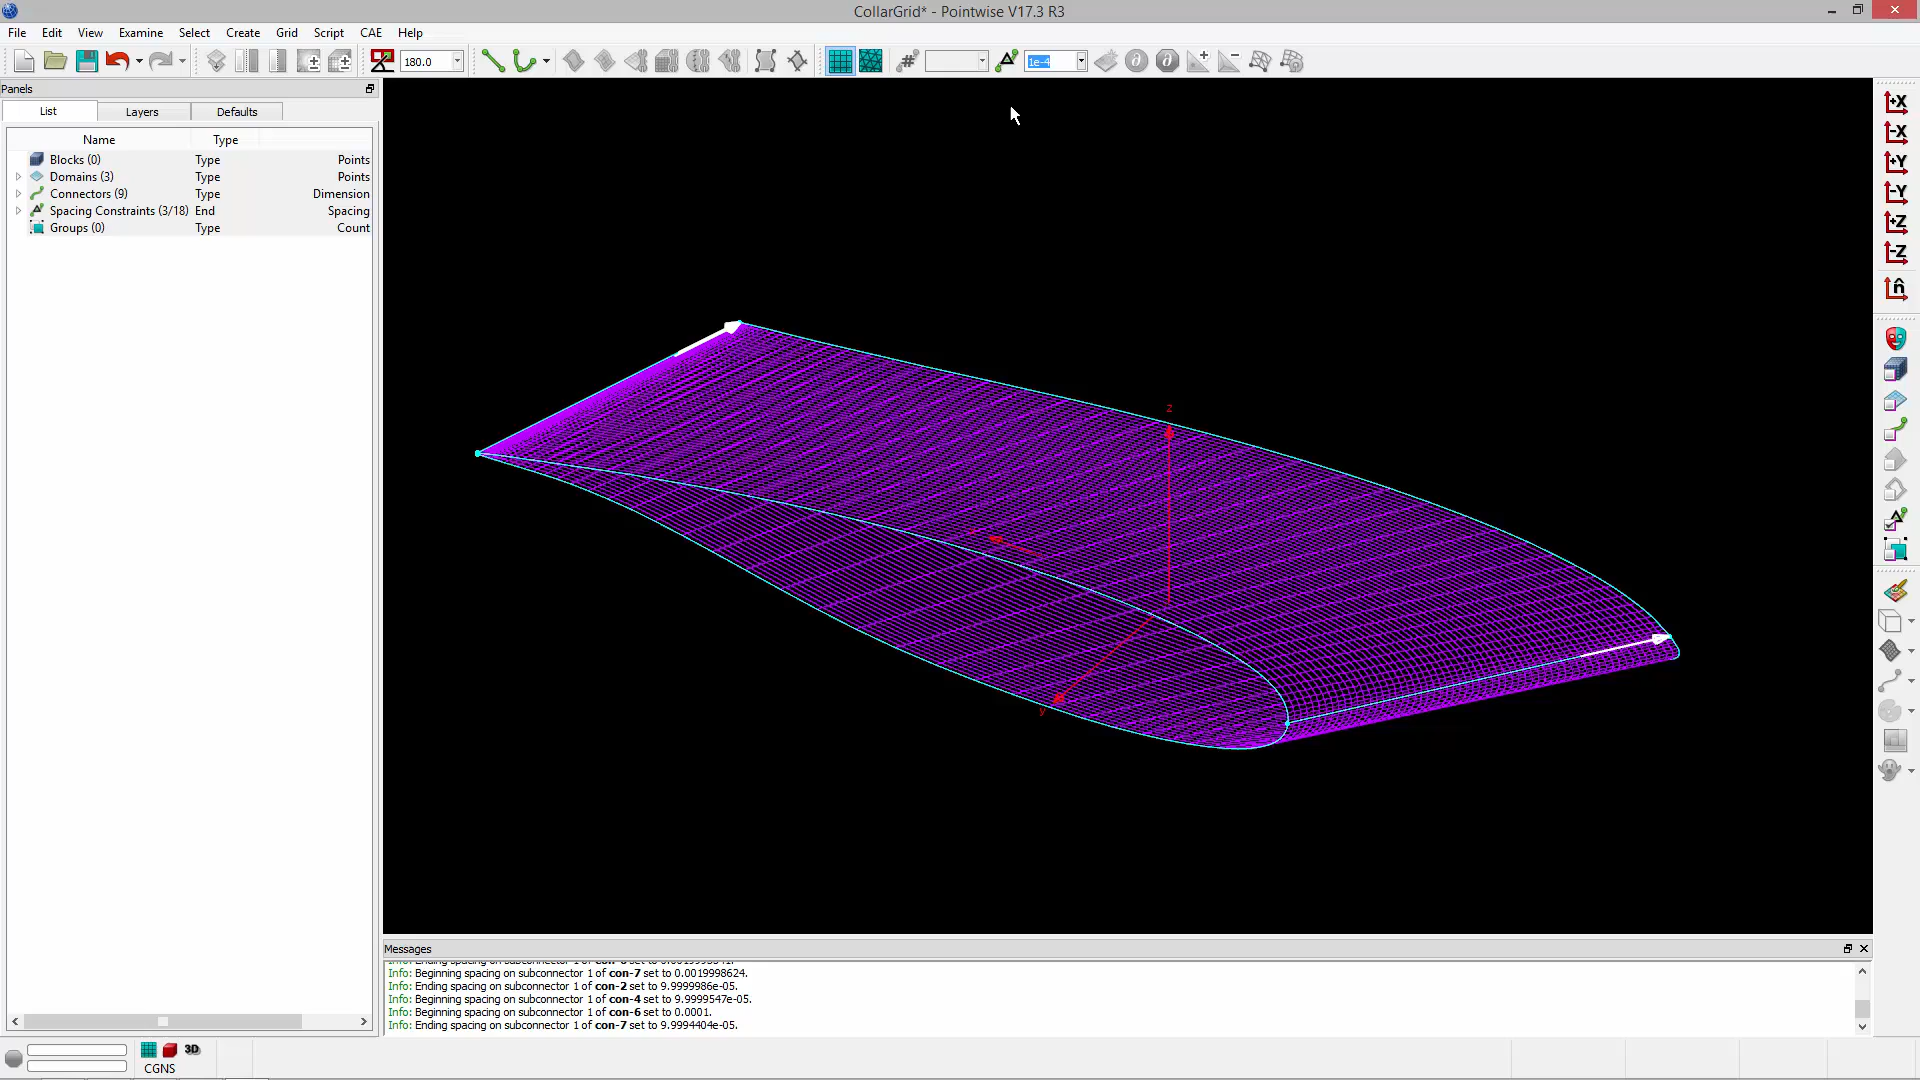 CollarGrid* - Pointwise V17.3 R3
File Edit View Examine Select Create Grid Script CAE Help
180.0
1e-4
Panels
List Layers Defaults
Name Type
Blocks (0) Type Points
Domains (3) Type Points
Connectors (9) Type Dimension
Spacing Constraints (3/18) End Spacing
Groups (0) Type Count
z
y
+X
-X
+Y
-Y
+Z
-Z
n̂
Messages
Info: Beginning spacing on subconnector 1 of con-7 set to 0.0019998624.
Info: Ending spacing on subconnector 1 of con-2 set to 9.9999986e-05.
Info: Beginning spacing on subconnector 1 of con-4 set to 9.9999547e-05.
Info: Beginning spacing on subconnector 1 of con-6 set to 0.0001.
Info: Ending spacing on subconnector 1 of con-7 set to 9.9994404e-05.
3D
CGNS